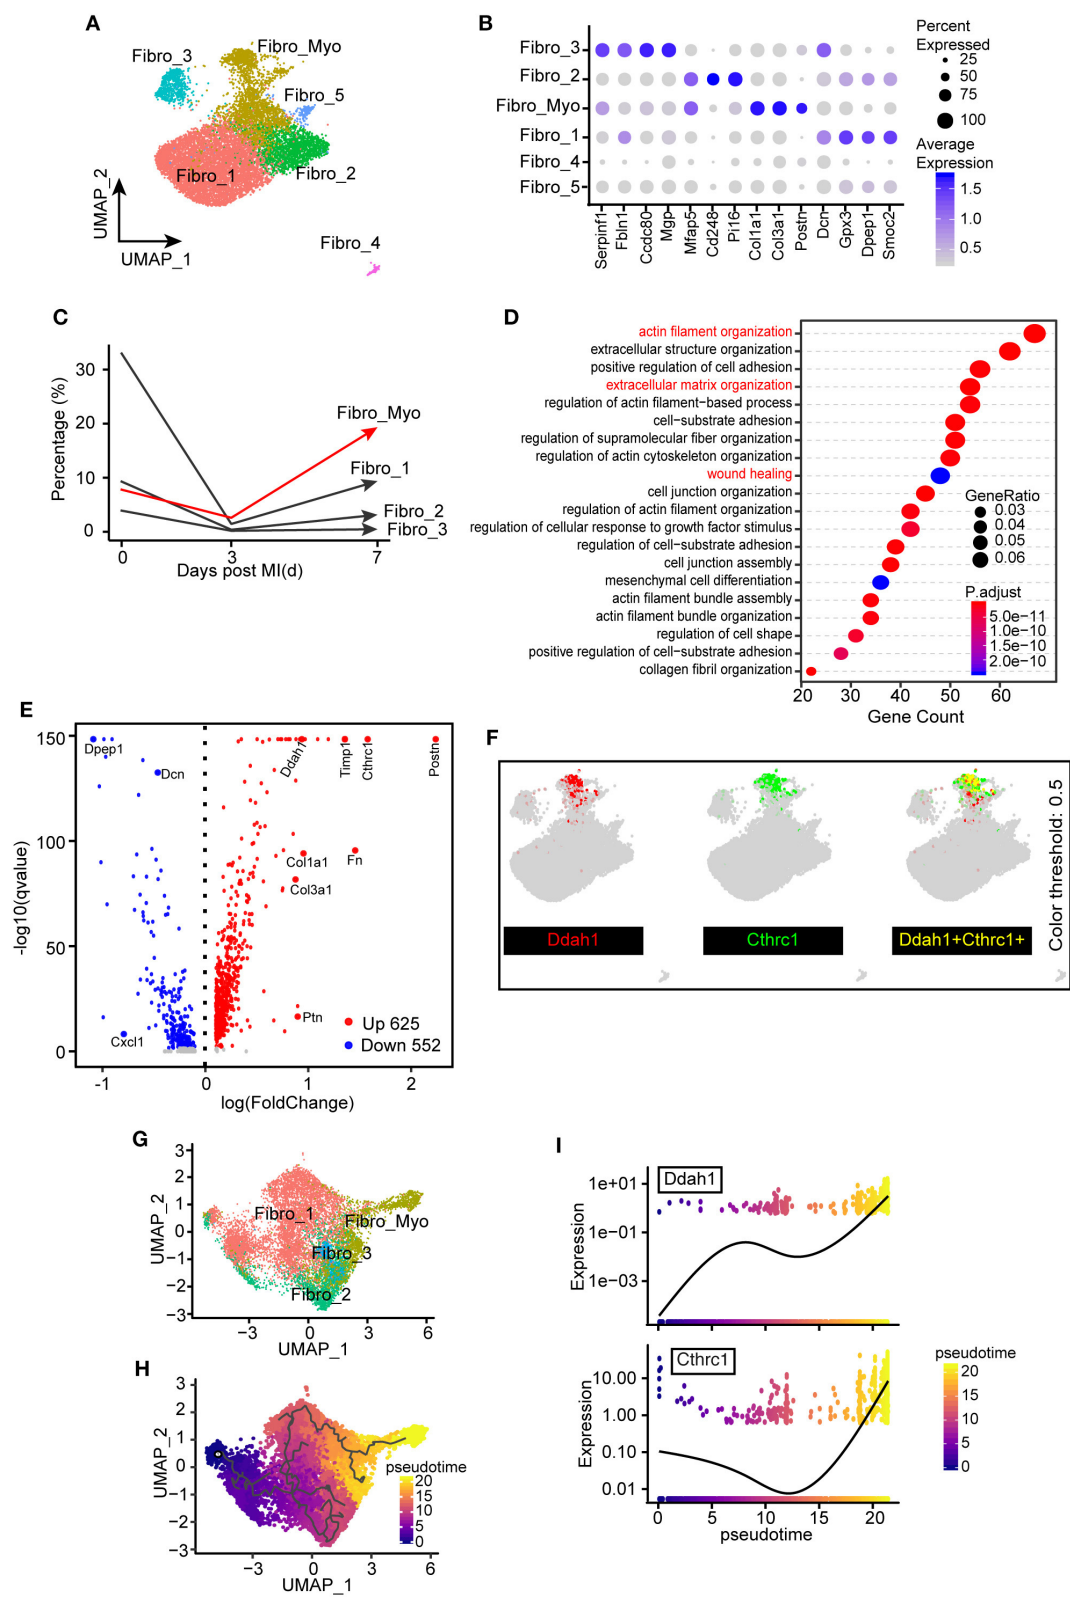 A
Fibro_3
Fibro_Myo
Fibro_5
Fibro_1
Fibro_2
Fibro_4
UMAP_2
UMAP_1
B
Fibro_3
Fibro_2
Fibro_Myo
Fibro_1
Fibro_4
Fibro_5
Serpinf1
Fbln1
Ccdc80
Mgp
Mfap5
Cd248
Pi16
Col1a1
Col3a1
Postn
Dcn
Gpx3
Dpep1
Smoc2
Percent
Expressed
25
50
75
100
Average
Expression
1.5
1.0
0.5
C
Percentage (%)
30
20
10
0
0
3
7
Days post MI(d)
Fibro_Myo
Fibro_1
Fibro_2
Fibro_3
D
actin filament organization
extracellular structure organization
positive regulation of cell adhesion
extracellular matrix organization
regulation of actin filament−based process
cell−substrate adhesion
regulation of supramolecular fiber organization
regulation of actin cytoskeleton organization
wound healing
cell junction organization
regulation of actin filament organization
regulation of cellular response to growth factor stimulus
regulation of cell−substrate adhesion
cell junction assembly
mesenchymal cell differentiation
actin filament bundle assembly
actin filament bundle organization
regulation of cell shape
positive regulation of cell−substrate adhesion
collagen fibril organization
20
30
40
50
60
Gene Count
GeneRatio
0.03
0.04
0.05
0.06
P.adjust
5.0e−11
1.0e−10
1.5e−10
2.0e−10
E
-log10(qvalue)
150
100
50
0
-1
0
1
2
log(FoldChange)
Dpep1
Dcn
Ddah1
Timp1
Cthrc1
Postn
Col1a1
Fn
Col3a1
Ptn
Cxcl1
Up 625
Down 552
F
Ddah1
Cthrc1
Ddah1+Cthrc1+
Color threshold: 0.5
G
UMAP_2
3
2
1
0
−1
−2
−3
−3
0
3
6
UMAP_1
Fibro_1
Fibro_Myo
Fibro_3
Fibro_2
H
UMAP_2
3
2
1
0
−1
−2
−3
−3
0
3
6
UMAP_1
pseudotime
20
15
10
5
0
I
Ddah1
Expression
1e+01
1e−01
1e−03
Cthrc1
Expression
10.00
1.00
0.10
0.01
0
5
10
15
20
pseudotime
pseudotime
20
15
10
5
0